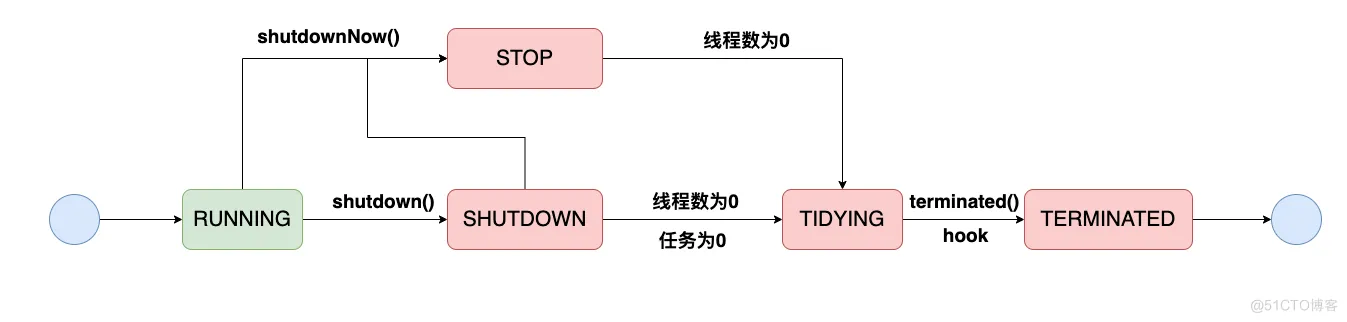 shutdownNow()
STOP
线程数为0
RUNNING
shutdown()
SHUTDOWN
线程数为0
任务为0
TIDYING
terminated()
hook
TERMINATED
@51CTO博客